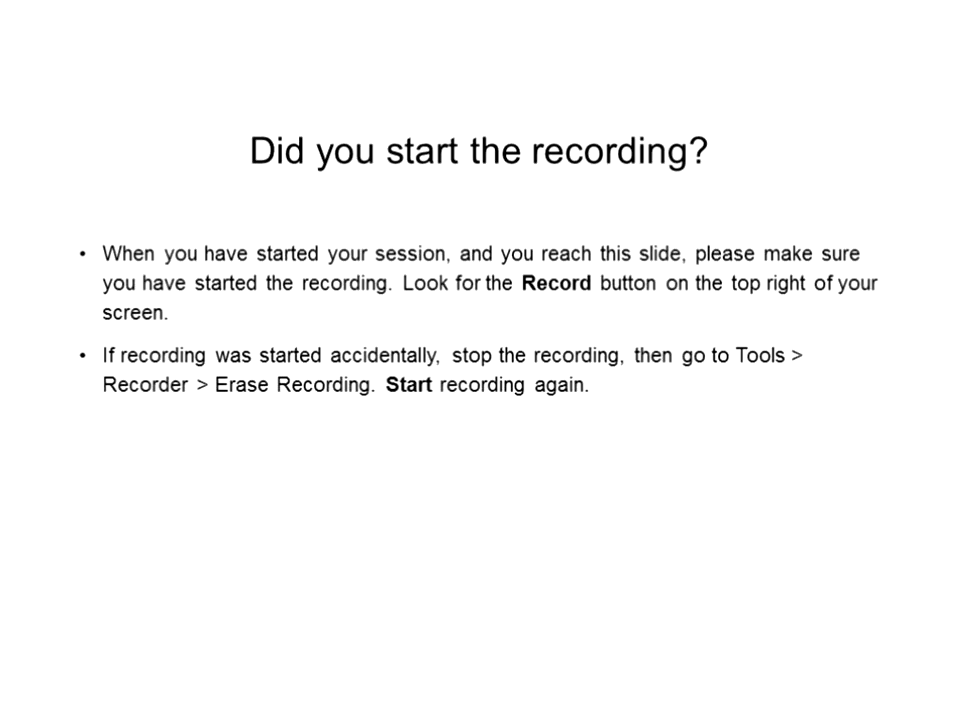 Did you start the recording?
• When you have started your session, and you reach this slide, please make sure
you have started the recording. Look for the Record button on the top right of your
screen.
• If recording was started accidentally, stop the recording, then go to Tools >
Recorder > Erase Recording. Start recording again.